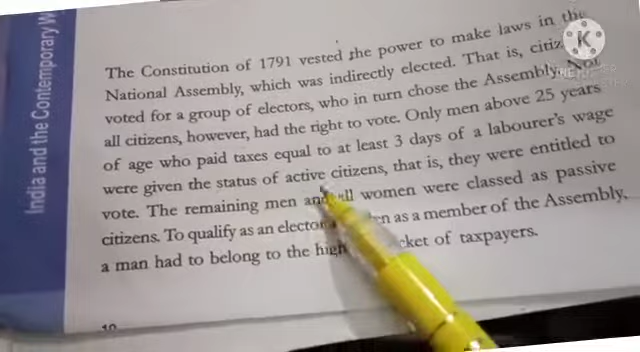 India and the Contemporary W
The Constitution of 1791 vested the power to make laws in the
National Assembly, which was indirectly elected. That is, citiz
voted for a group of electors, who in turn chose the Assembly. Not
all citizens, however, had the right to vote. Only men above 25 years
of age who paid taxes equal to at least 3 days of a labourer's wage
were given the status of active citizens, that is, they were entitled to
vote. The remaining men and all women were classed as passive
citizens. To qualify as an elector as a member of the Assembly,
a man had to belong to the high cket of taxpayers.
10
K